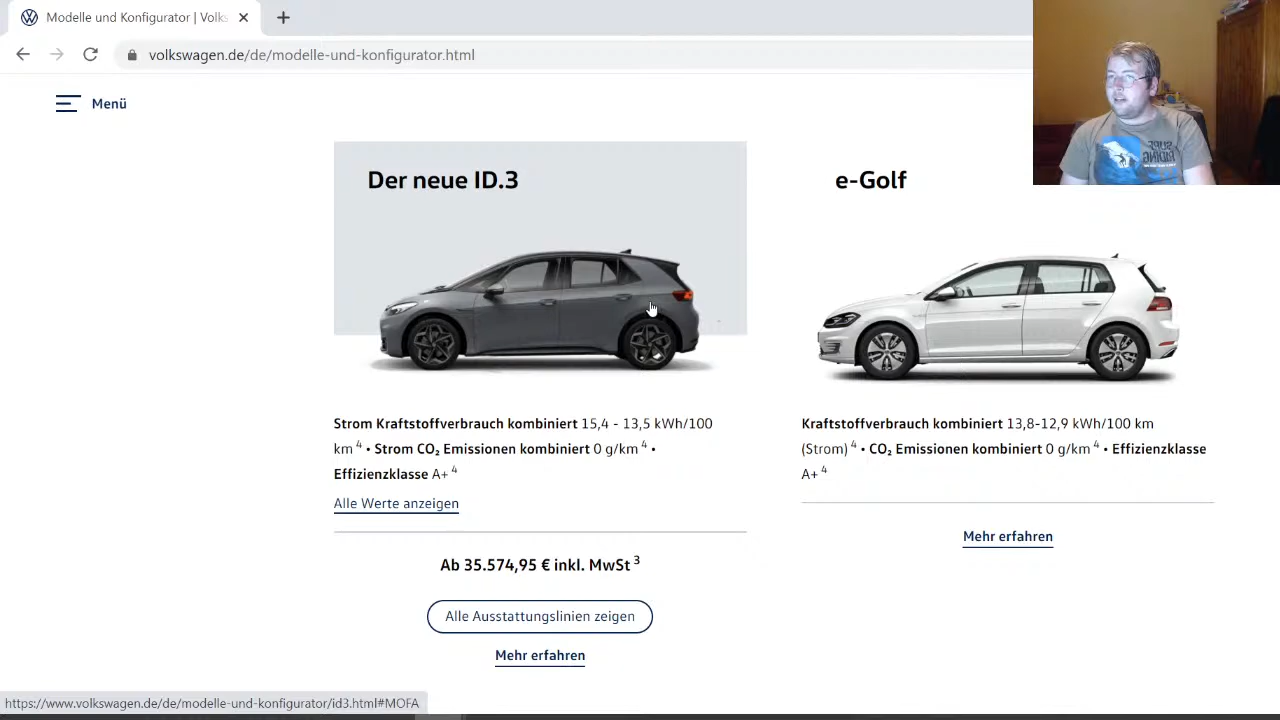 Modelle und Konfigurator | Volks
volkswagen.de/de/modelle-und-konfigurator.html
Menü
Der neue ID.3
Strom Kraftstoffverbrauch kombiniert 15,4 - 13,5 kWh/100
km 4 • Strom CO₂ Emissionen kombiniert 0 g/km 4 •
Effizienzklasse A+ 4
Alle Werte anzeigen
Ab 35.574,95 € inkl. MwSt 3
Alle Ausstattungslinien zeigen
Mehr erfahren
e-Golf
Kraftstoffverbrauch kombiniert 13,8-12,9 kWh/100 km
(Strom) 4 • CO₂ Emissionen kombiniert 0 g/km 4 • Effizienzklasse
A+ 4
Mehr erfahren
SURF
RIDING
https://www.volkswagen.de/de/modelle-und-konfigurator/id3.html#MOFA